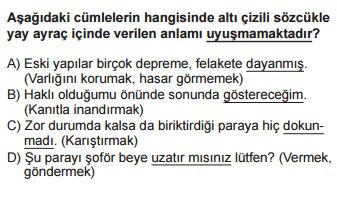 Aşağıdaki cümlelerin hangisinde altı çizili sözcükle
yay ayraç içinde verilen anlamı uyuşmamaktadır?
A) Eski yapılar birçok depreme, felakete dayanmış.
(Varlığını korumak, hasar görmemek)
B) Haklı olduğumu önünde sonunda göstereceğim.
(Kanıtla inandırmak)
C) Zor durumda kalsa da biriktirdiği paraya hiç dokun-
madı. (Karıştırmak)
D) Şu parayı şoför beye uzatır mısınız lütfen? (Vermek,
göndermek)